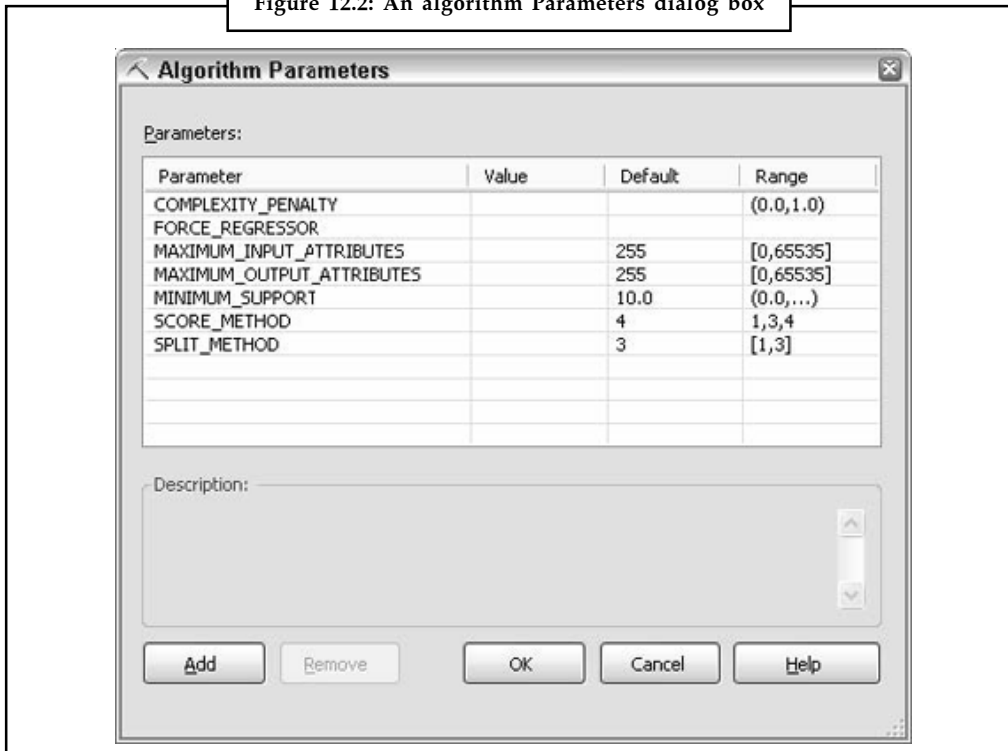 Figure 12.2: An algorithm Parameters dialog box
Algorithm Parameters
Parameters:
Parameter Value Default Range
COMPLEXITY_PENALTY (0.0,1.0)
FORCE_REGRESSOR
MAXIMUM_INPUT_ATTRIBUTES 255 [0,65535]
MAXIMUM_OUTPUT_ATTRIBUTES 255 [0,65535]
MINIMUM_SUPPORT 10.0 (0.0,...)
SCORE_METHOD 4 1,3,4
SPLIT_METHOD 3 [1,3]
Description:
Add Remove OK Cancel Help